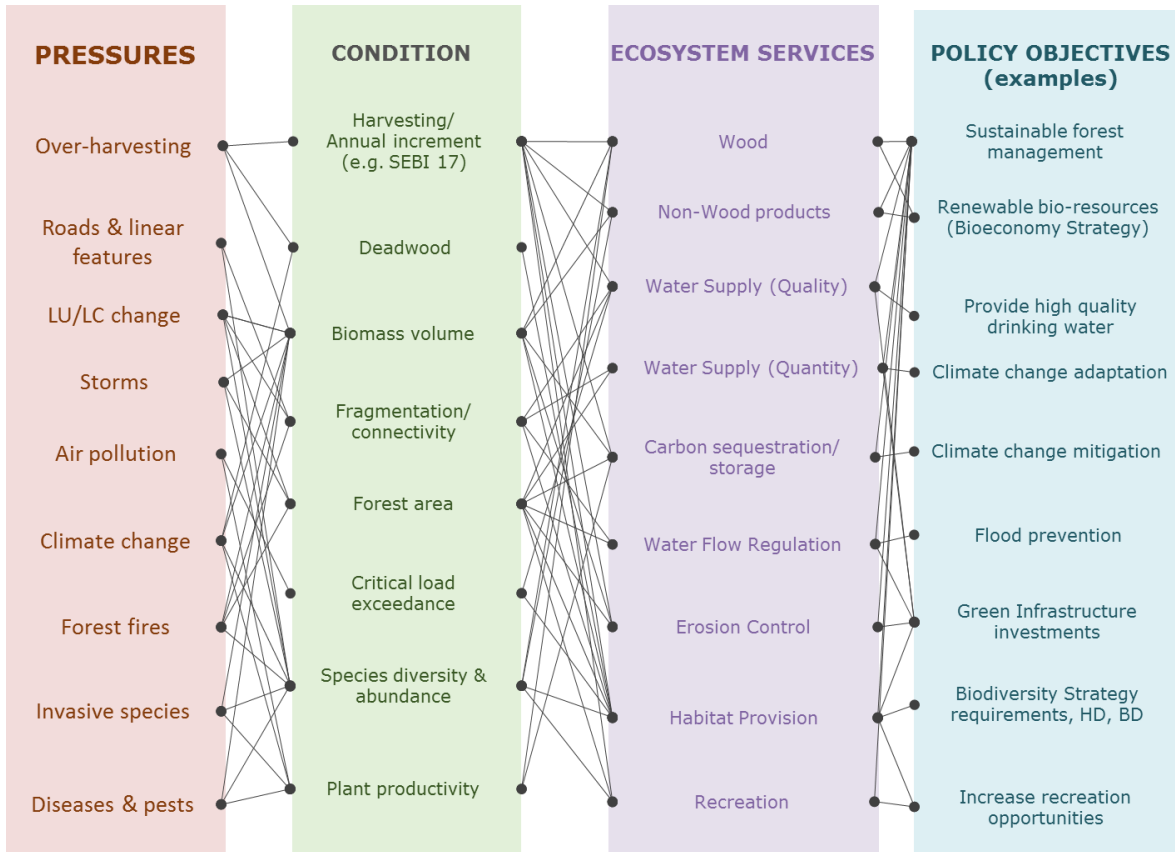 PRESSURES
Over-harvesting
Roads & linear
features
LU/LC change
Storms
Air pollution
Climate change
Forest fires
Invasive species
Diseases & pests
CONDITION
Harvesting/
Annual increment
(e.g. SEBI 17)
Deadwood
Biomass volume
Fragmentation/
connectivity
Forest area
Critical load
exceedance
Species diversity &
abundance
Plant productivity
ECOSYSTEM SERVICES
Wood
Non-Wood products
Water Supply (Quality)
Water Supply (Quantity)
Carbon sequestration/
storage
Water Flow Regulation
Erosion Control
Habitat Provision
Recreation
POLICY OBJECTIVES
(examples)
Sustainable forest
management
Renewable bio-resources
(Bioeconomy Strategy)
Provide high quality
drinking water
Climate change adaptation
Climate change mitigation
Flood prevention
Green Infrastructure
investments
Biodiversity Strategy
requirements, HD, BD
Increase recreation
opportunities